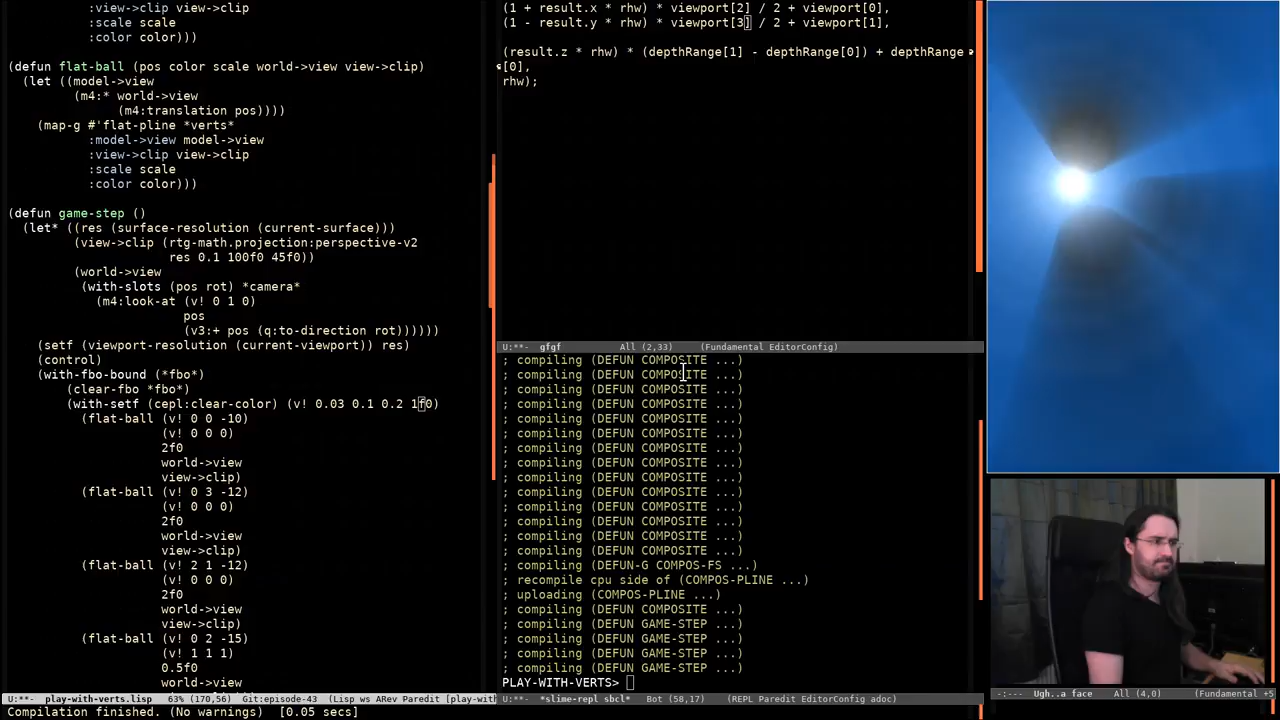 :view->clip view->clip
:scale scale
:color color)))
(defun flat-ball (pos color scale world->view view->clip)
(let ((model->view
(m4:* world->view
(m4:translation pos))))
(map-g #'flat-pline *verts*
:model->view model->view
:view->clip view->clip
:scale scale
:color color)))
(defun game-step ()
(let* ((res (surface-resolution (current-surface)))
(view->clip (rtg-math.projection:perspective-v2
res 0.1 100f0 45f0))
(world->view
(with-slots (pos rot) *camera*
(m4:look-at (v! 0 1 0)
pos
(v3:+ pos (q:to-direction rot))))))
(setf (viewport-resolution (current-viewport)) res)
(control)
(with-fbo-bound (*fbo*)
(clear-fbo *fbo*)
(with-setf (cepl:clear-color) (v! 0.03 0.1 0.2 1f0)
(flat-ball (v! 0 0 -10)
(v! 0 0 0)
2f0
world->view
view->clip)
(flat-ball (v! 0 3 -12)
(v! 0 0 0)
2f0
world->view
view->clip)
(flat-ball (v! 2 1 -12)
(v! 0 0 0)
2f0
world->view
view->clip)
(flat-ball (v! 0 2 -15)
(v! 1 1 1)
0.5f0
world->view
U:**- play-with-verts.lisp 63% (170,56) Git:episode-43 (Lisp ws ARev Paredit [play-wit
Compilation finished. (No warnings) [0.05 secs]
(1 + result.x * rhw) * viewport[2] / 2 + viewport[0],
(1 - result.y * rhw) * viewport[3] / 2 + viewport[1],
(result.z * rhw) * (depthRange[1] - depthRange[0]) + depthRange
[0],
rhw);
U:**- gfgf All (2,33) (Fundamental EditorConfig)
; compiling (DEFUN COMPOSITE ...)
; compiling (DEFUN COMPOSITE ...)
; compiling (DEFUN COMPOSITE ...)
; compiling (DEFUN COMPOSITE ...)
; compiling (DEFUN COMPOSITE ...)
; compiling (DEFUN COMPOSITE ...)
; compiling (DEFUN COMPOSITE ...)
; compiling (DEFUN COMPOSITE ...)
; compiling (DEFUN COMPOSITE ...)
; compiling (DEFUN COMPOSITE ...)
; compiling (DEFUN COMPOSITE ...)
; compiling (DEFUN COMPOSITE ...)
; compiling (DEFUN COMPOSITE ...)
; compiling (DEFUN COMPOSITE ...)
; compiling (DEFUN-G COMPOS-FS ...)
; recompile cpu side of (COMPOS-PLINE ...)
; uploading (COMPOS-PLINE ...)
; compiling (DEFUN COMPOSITE ...)
; compiling (DEFUN GAME-STEP ...)
; compiling (DEFUN GAME-STEP ...)
; compiling (DEFUN GAME-STEP ...)
; compiling (DEFUN GAME-STEP ...)
PLAY-WITH-VERTS>
U:**- *slime-repl sbcl* Bot (58,17) (REPL Paredit EditorConfig adoc)
-:--- Ugh..a face All (4,0) (Fundamental +5